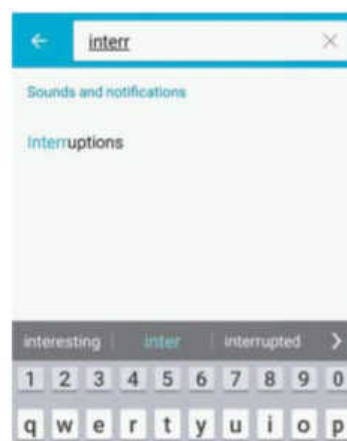 interr
Sounds and notifications
Interruptions
interesting inter interrupted
1 2 3 4 5 6 7 8 9 0
q w e r t y u i o p